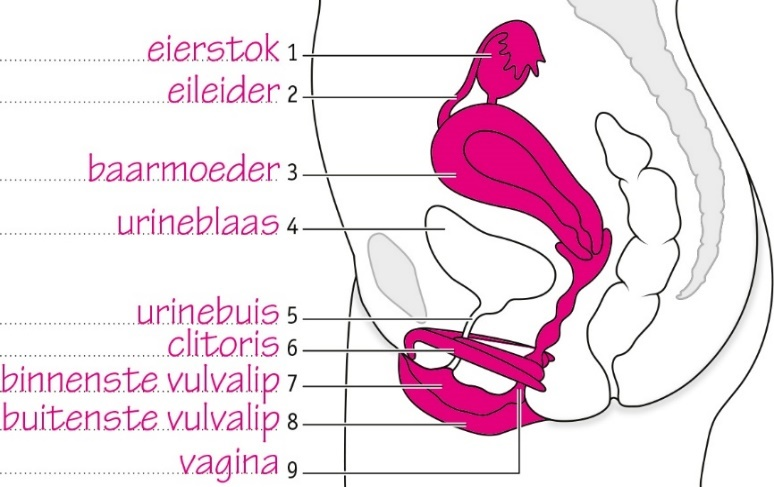 eierstok 1
eileider 2
baarmoeder 3
urineblaas 4
urinebuis 5
clitoris 6
binnenste vulvalip 7
buitenste vulvalip 8
vagina 9